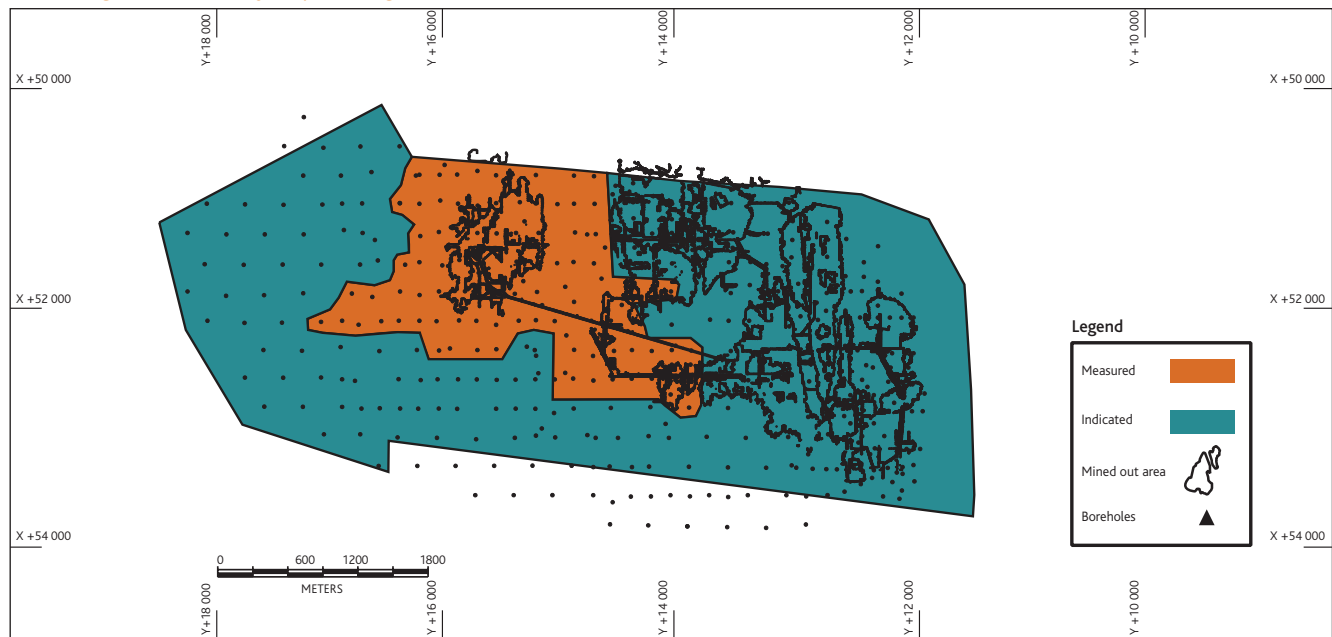 Y +18 000
Y +16 000
Y +14 000
Y +12 000
Y +10 000
X +50 000
X +50 000
X +52 000
X +52 000
Legend
Measured
Indicated
Mined out area
Boreholes
X +54 000
X +54 000
0 600 1200 1800
METERS
Y +18 000
Y +16 000
Y +14 000
Y +12 000
Y +10 000